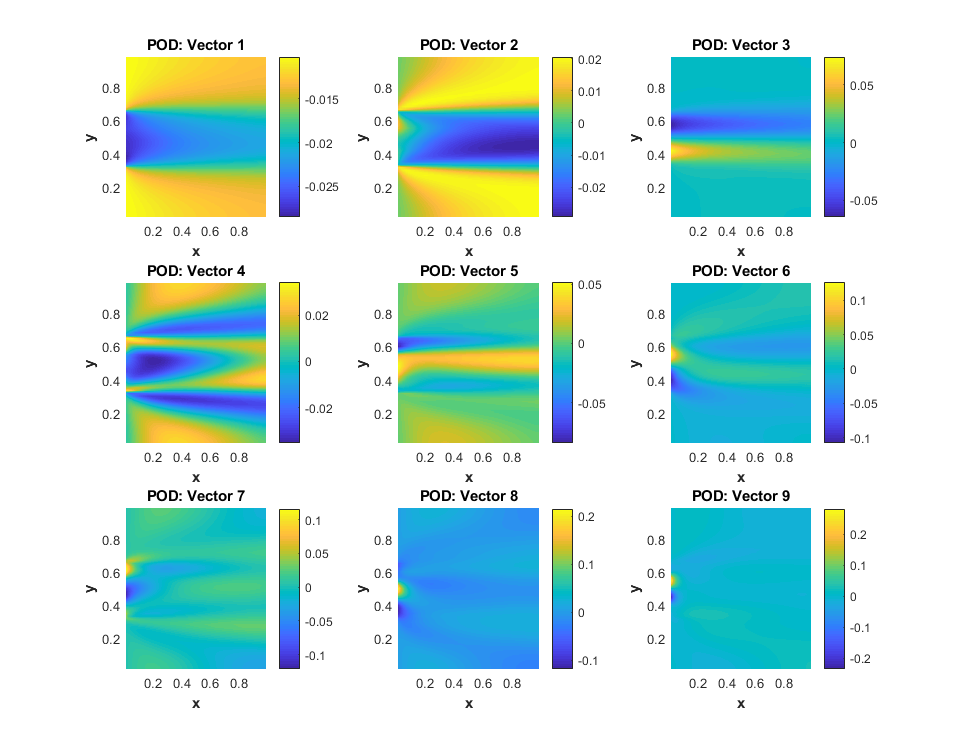 POD: Vector 1
0.8
0.6
0.4
0.2
y
0.2 0.4 0.6 0.8
x
-0.015
-0.02
-0.025
POD: Vector 2
0.8
0.6
0.4
0.2
y
0.2 0.4 0.6 0.8
x
0.02
0.01
0
-0.01
-0.02
POD: Vector 3
0.8
0.6
0.4
0.2
y
0.2 0.4 0.6 0.8
x
0.05
0
-0.05
POD: Vector 4
0.8
0.6
0.4
0.2
y
0.2 0.4 0.6 0.8
x
0.02
0
-0.02
POD: Vector 5
0.8
0.6
0.4
0.2
y
0.2 0.4 0.6 0.8
x
0.05
0
-0.05
POD: Vector 6
0.8
0.6
0.4
0.2
y
0.2 0.4 0.6 0.8
x
0.1
0.05
0
-0.05
-0.1
POD: Vector 7
0.8
0.6
0.4
0.2
y
0.2 0.4 0.6 0.8
x
0.1
0.05
0
-0.05
-0.1
POD: Vector 8
0.8
0.6
0.4
0.2
y
0.2 0.4 0.6 0.8
x
0.2
0.1
0
-0.1
POD: Vector 9
0.8
0.6
0.4
0.2
y
0.2 0.4 0.6 0.8
x
0.2
0.1
0
-0.1
-0.2